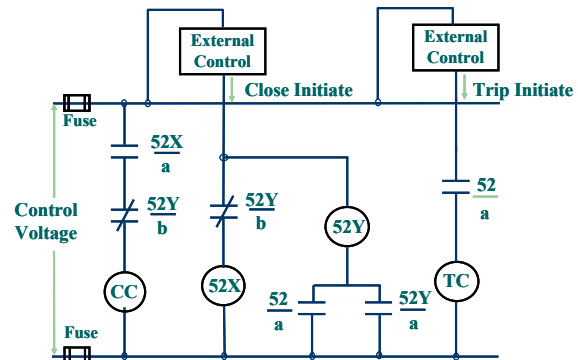 External
Control
External
Control
Close Initiate
Trip Initiate
Fuse
52X
a
52Y
b
52Y
b
52
a
Control
Voltage
52Y
CC
52X
52
a
52Y
a
TC
Fuse